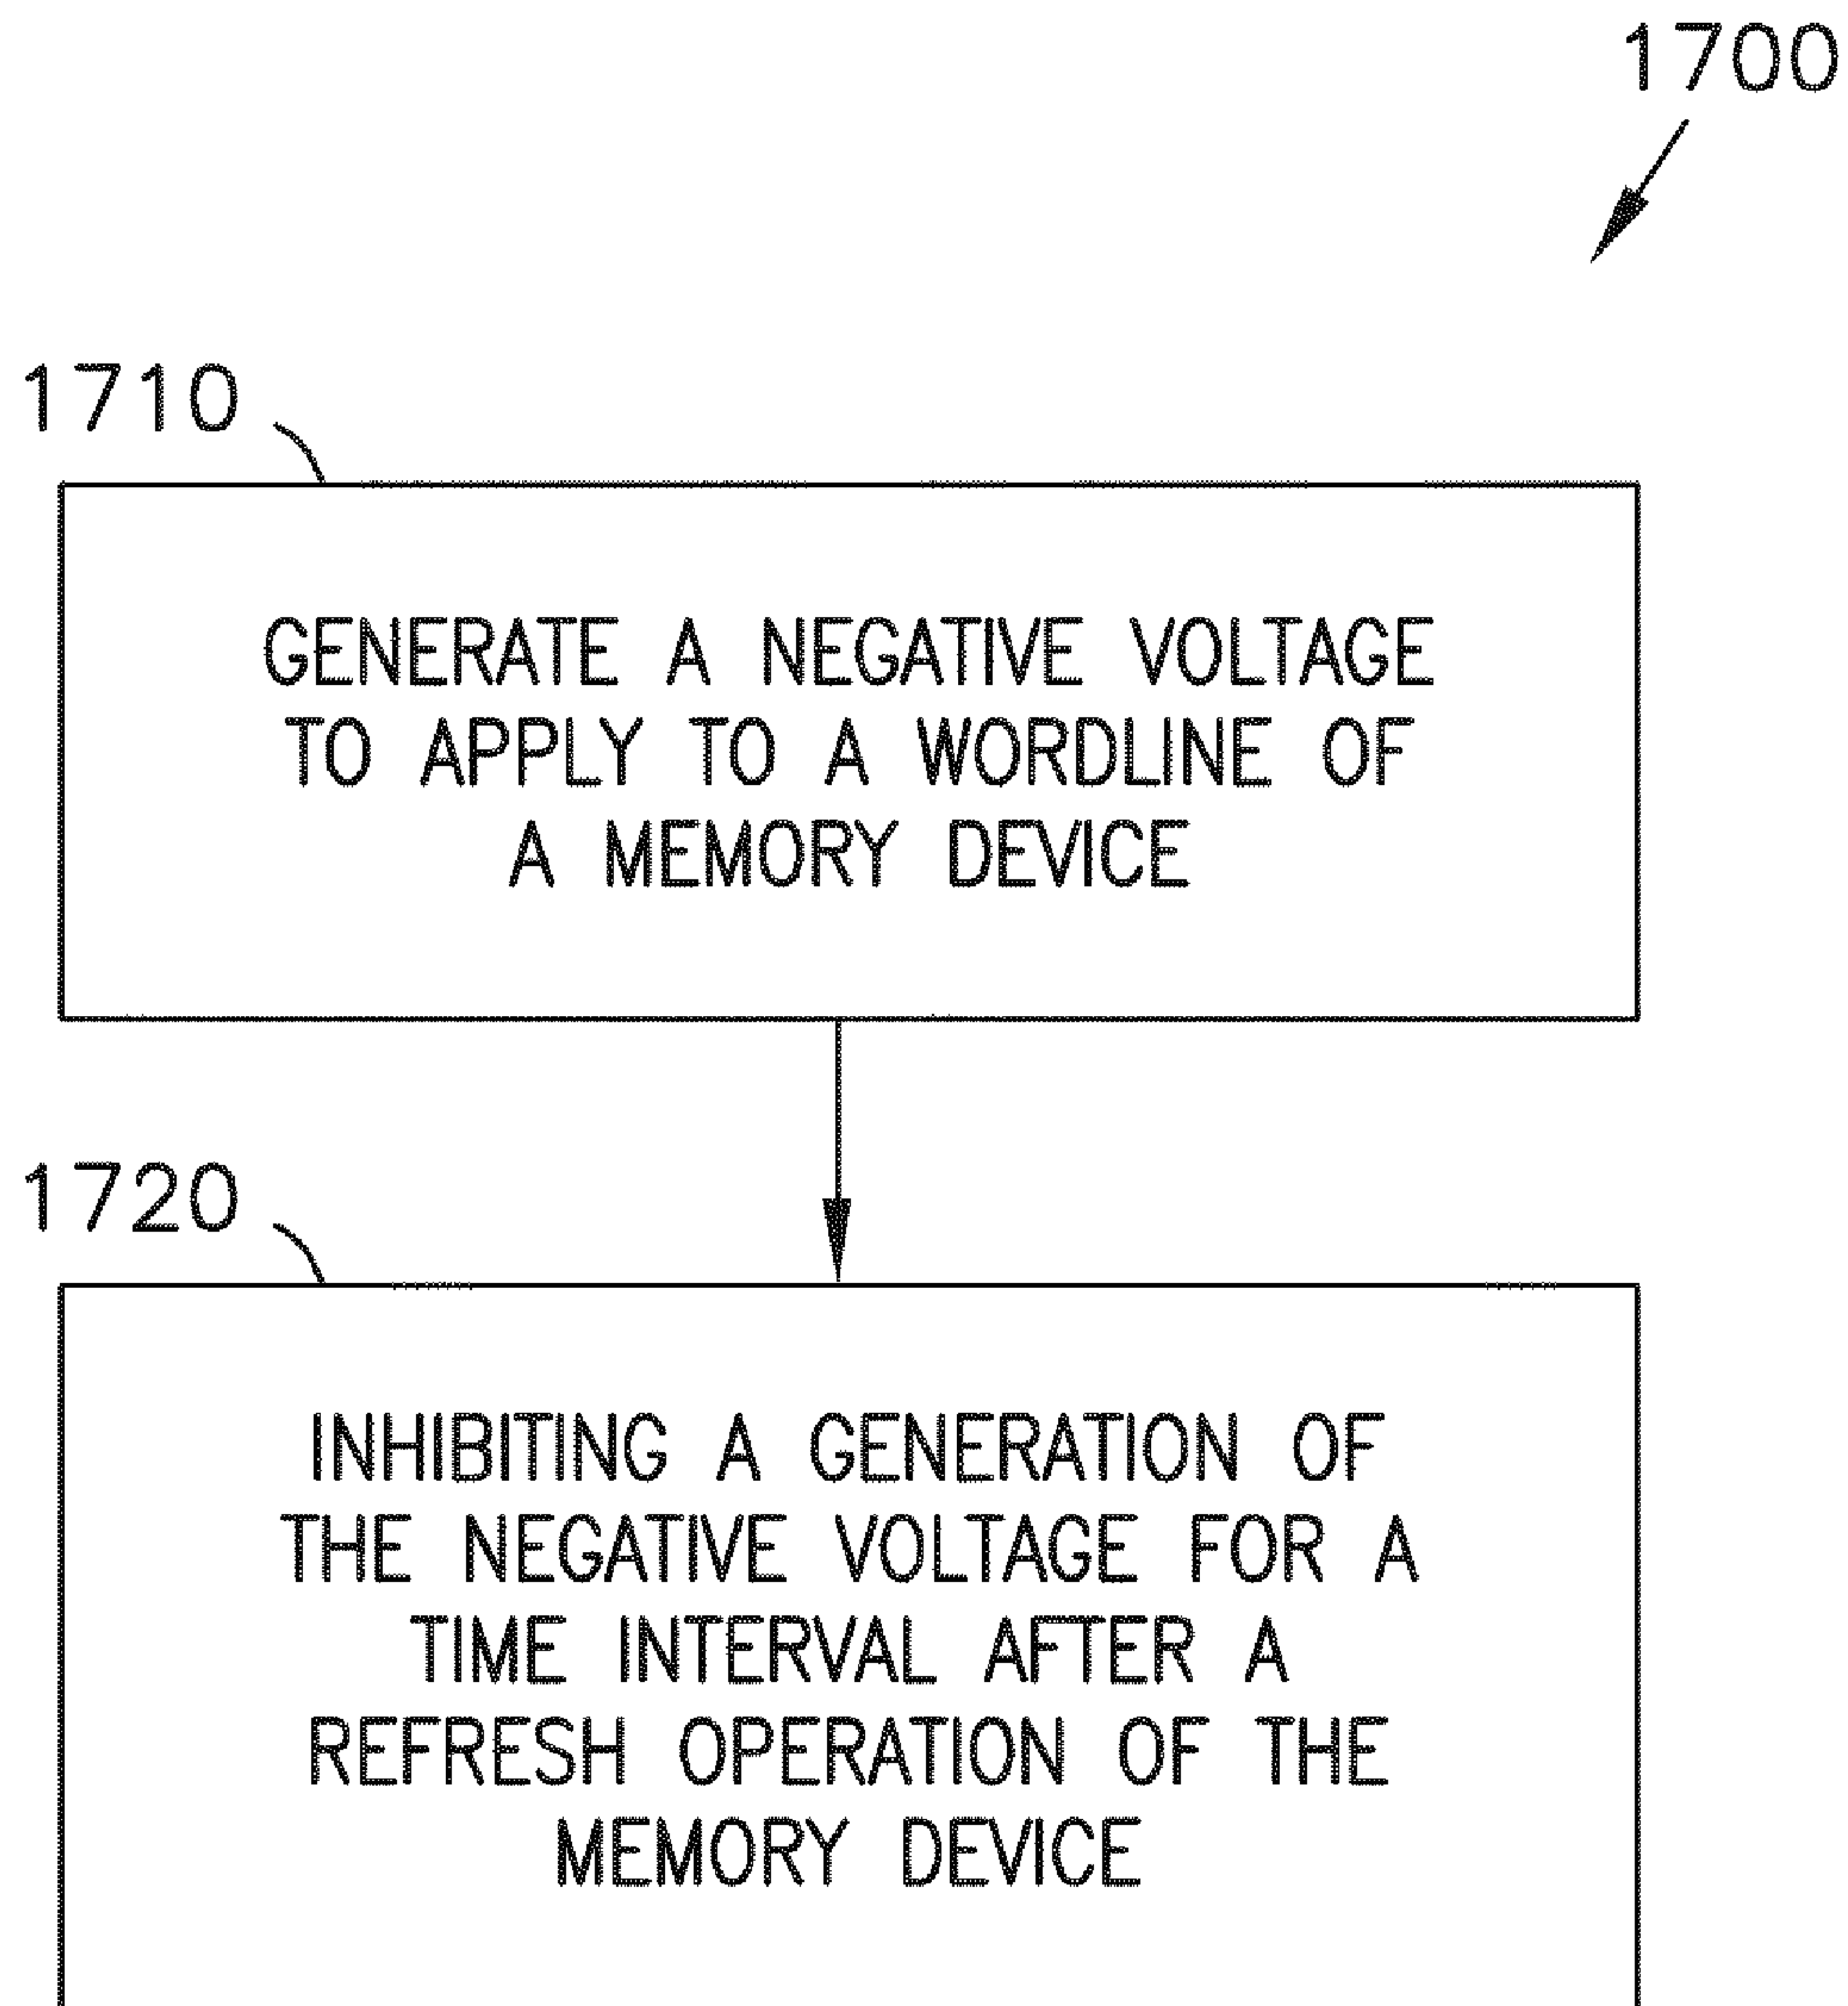 1700
1710
GENERATE A NEGATIVE VOLTAGE
TO APPLY TO A WORDLINE OF
A MEMORY DEVICE
1720
INHIBITING A GENERATION OF
THE NEGATIVE VOLTAGE FOR A
TIME INTERVAL AFTER A
REFRESH OPERATION OF THE
MEMORY DEVICE